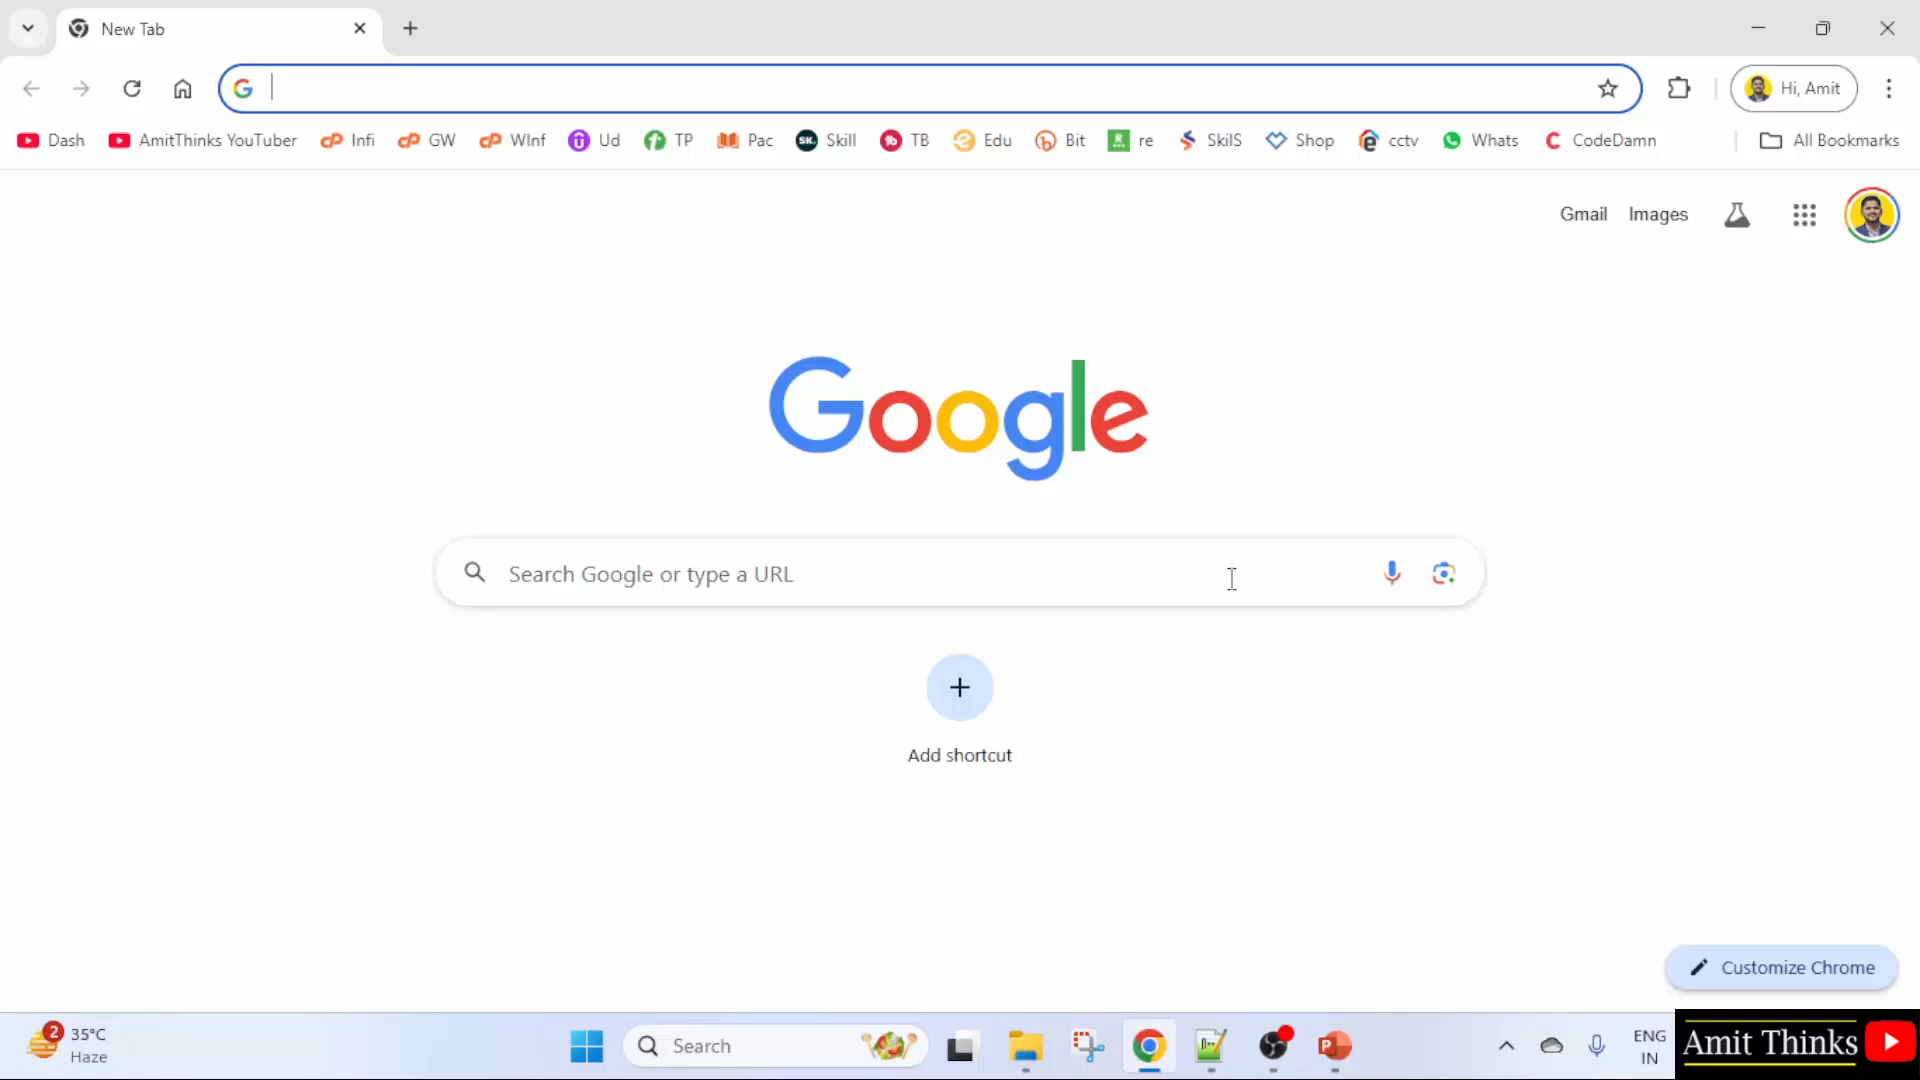 New Tab
Hi, Amit
Dash AmitThinks YouTuber Infi GW WInf Ud TP Pac Skill TB Edu Bit re SkilS Shop cctv Whats CodeDamn All Bookmarks
Gmail Images
Google
Search Google or type a URL
Add shortcut
Customize Chrome
2 35°C
Haze
Search
ENG
IN
Amit Thinks